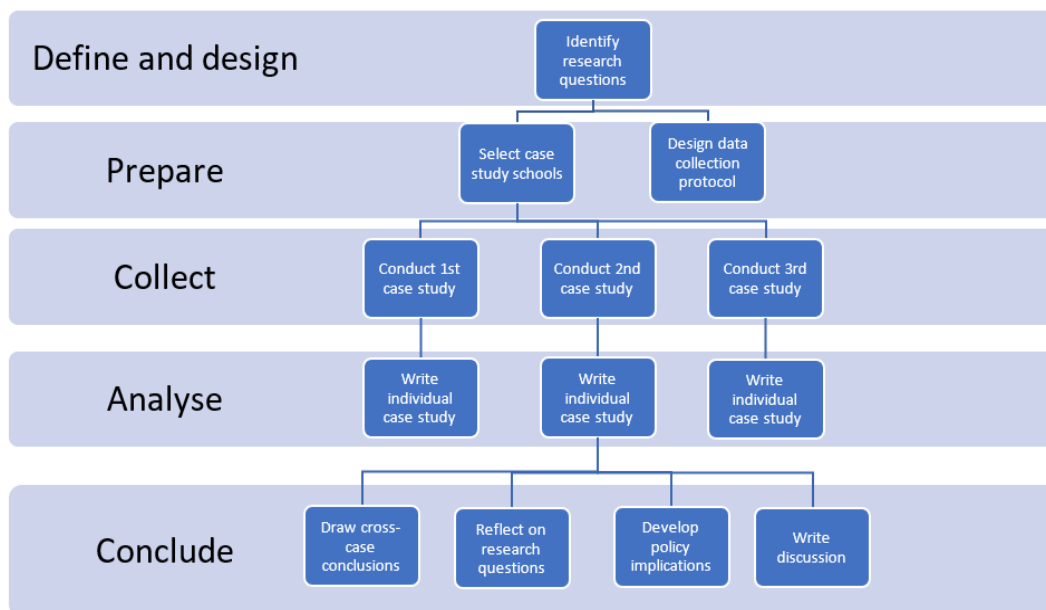 Define and design
Identify
research
questions
Prepare
Select case
study schools
Design data
collection
protocol
Collect
Conduct 1st
case study
Conduct 2nd
case study
Conduct 3rd
case study
Analyse
Write
individual
case study
Write
individual
case study
Write
individual
case study
Conclude
Draw cross-
case
conclusions
Reflect on
research
questions
Develop
policy
implications
Write
discussion